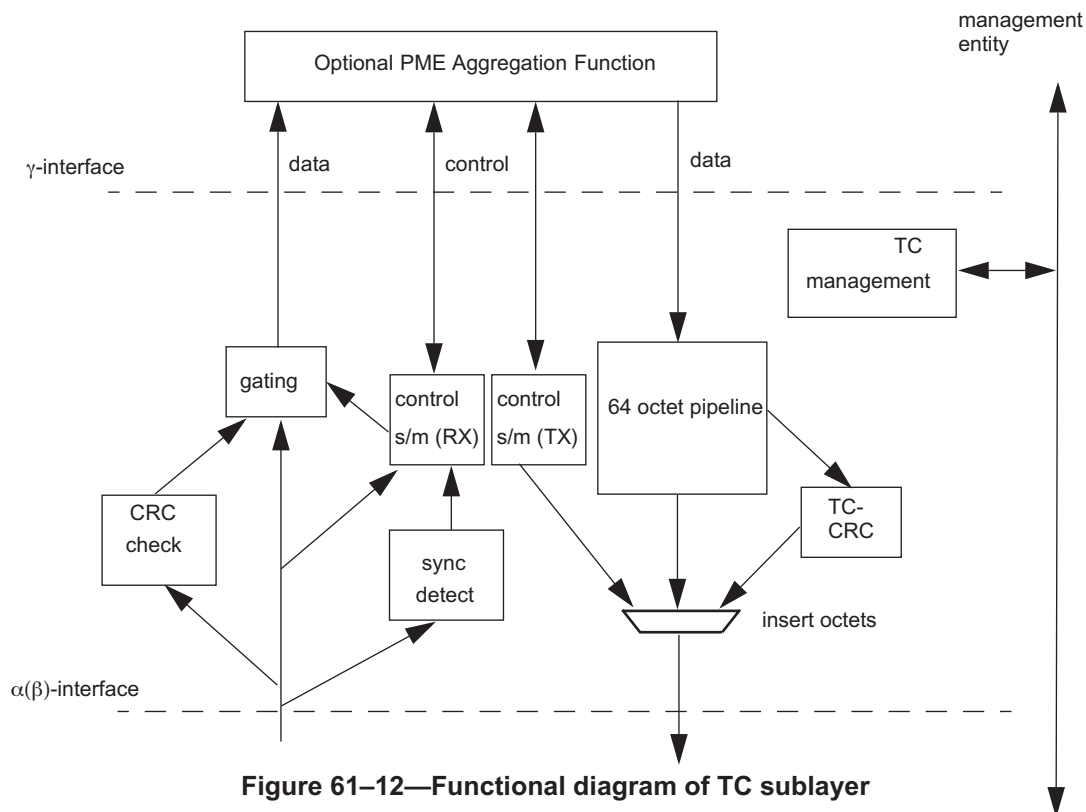 management
entity
Optional PME Aggregation Function
γ-interface
data
control
data
TC
management
gating
control
s/m (RX)
control
s/m (TX)
64 octet pipeline
CRC
check
sync
detect
TC-
CRC
insert octets
α(β)-interface
Figure 61–12—Functional diagram of TC sublayer